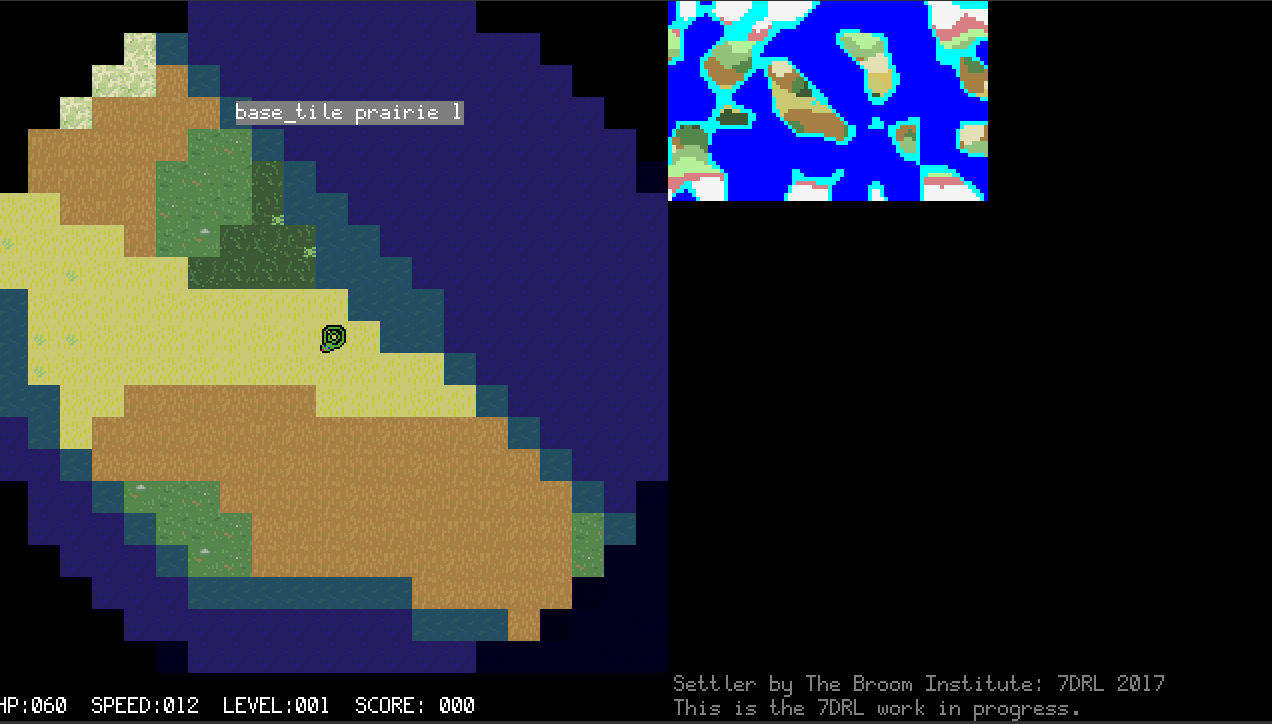 base_tile prairie 1
HP:060 SPEED:012 LEVEL:001 SCORE: 000
Settler by The Broom Institute: 7DRL 2017
This is the 7DRL work in progress.